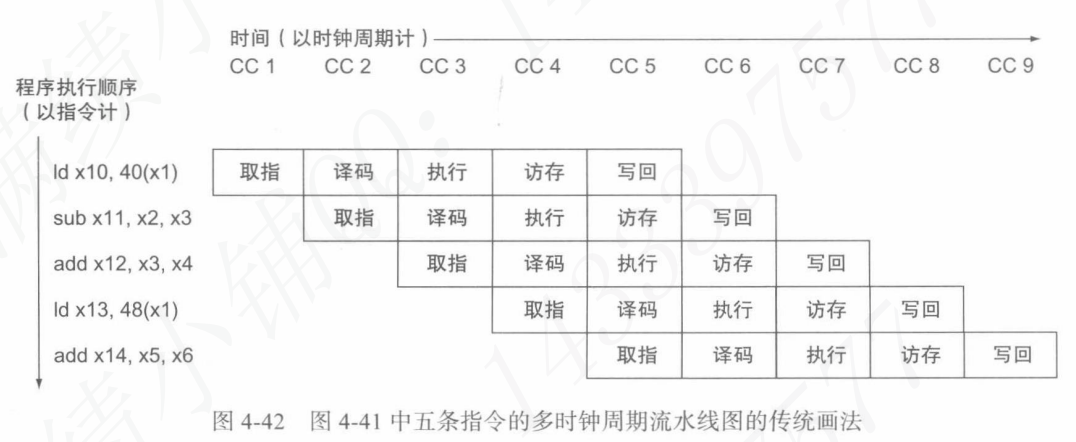 时间（以时钟周期计）
CC 1 CC 2 CC 3 CC 4 CC 5 CC 6 CC 7 CC 8 CC 9
程序执行顺序
（以指令计）
ld x10, 40(x1) 取指 译码 执行 访存 写回
sub x11, x2, x3 取指 译码 执行 访存 写回
add x12, x3, x4 取指 译码 执行 访存 写回
ld x13, 48(x1) 取指 译码 执行 访存 写回
add x14, x5, x6 取指 译码 执行 访存 写回
图 4-42 图 4-41 中五条指令的多时钟周期流水线图的传统画法